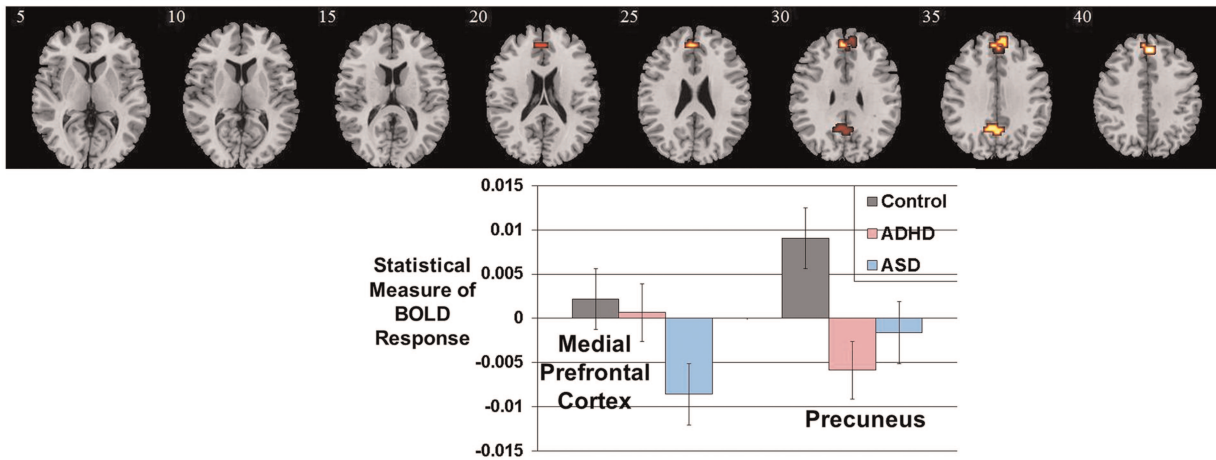 5 10 15 20 25 30 35 40
0.015
0.01
0.005
0
-0.005
-0.01
-0.015
Statistical
Measure of
BOLD
Response
Control
ADHD
ASD
Medial
Prefrontal
Cortex
Precuneus